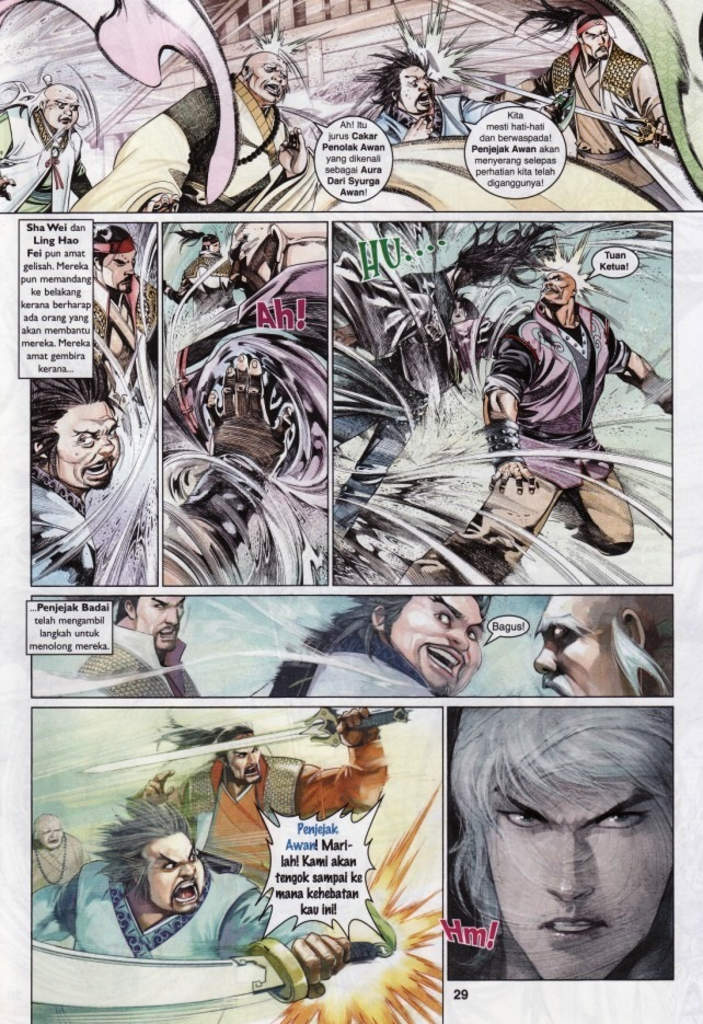 Ah! Itu
jurus Cakar
Penolak Awan
yang dikenali
sebagai Aura
Dari Syurga
Awan!
Kita
mesti hati-hati
dan berwaspada!
Penjejak Awan akan
menyerang selepas
perhatian kita telah
diganggunya!
Sha Wei dan
Ling Hao
Fei pun amat
gelisah. Mereka
pun memandang
ke belakang
kerana berharap
ada orang yang
akan membantu
mereka. Mereka
amat gembira
kerana...
Ah!
HU....
Tuan
Ketua!
...Penjejak Badai
telah mengambil
langkah untuk
menolong mereka.
Bagus!
Penjejak
Awan! Mari-
lah! Kami akan
tengok sampai ke
mana kehebatan
kau ini!
Hm!
29